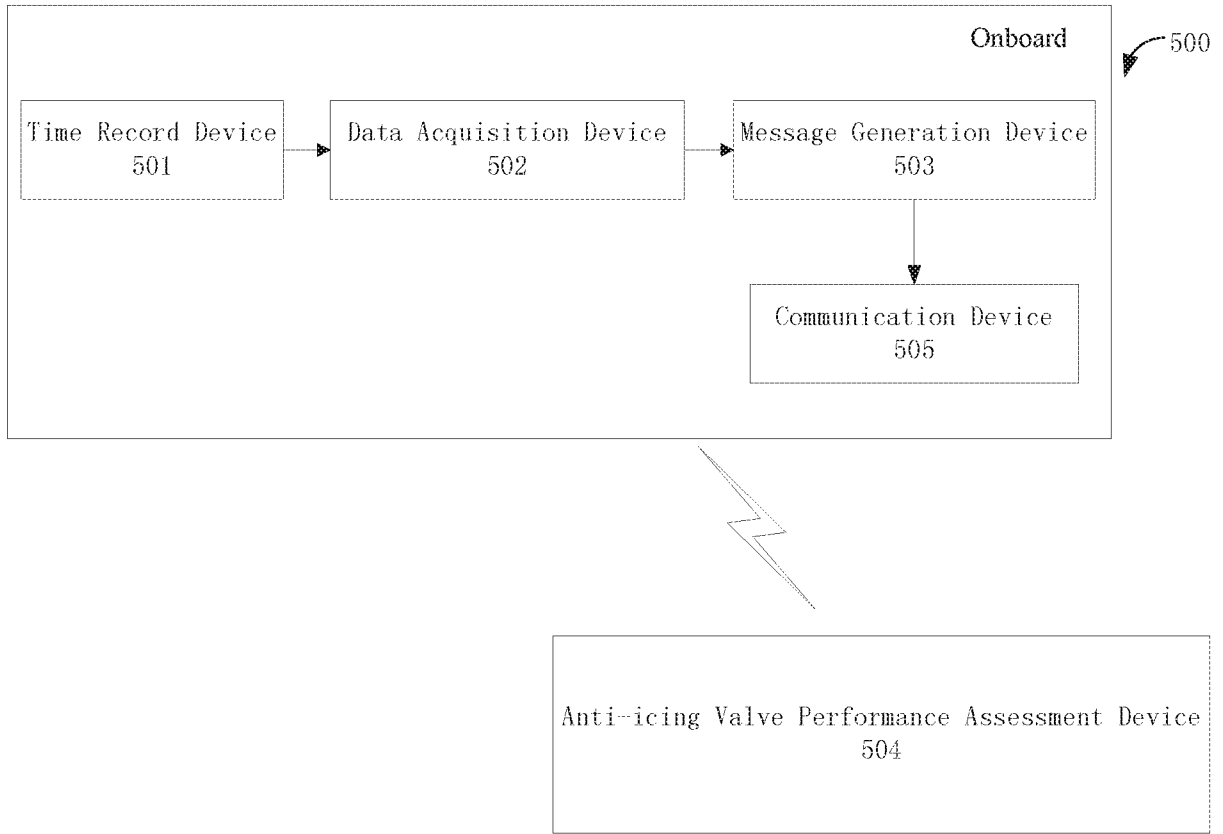 Onboard
500
Time Record Device
501
Data Acquisition Device
502
Message Generation Device
503
Communication Device
505
Anti-icing Valve Performance Assessment Device
504